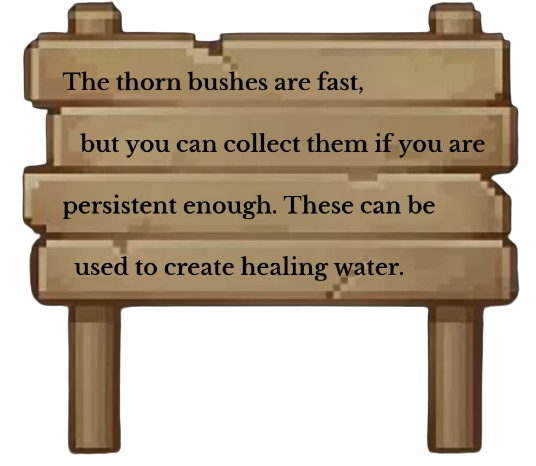 The thorn bushes are fast,
but you can collect them if you are
persistent enough. These can be
used to create healing water.